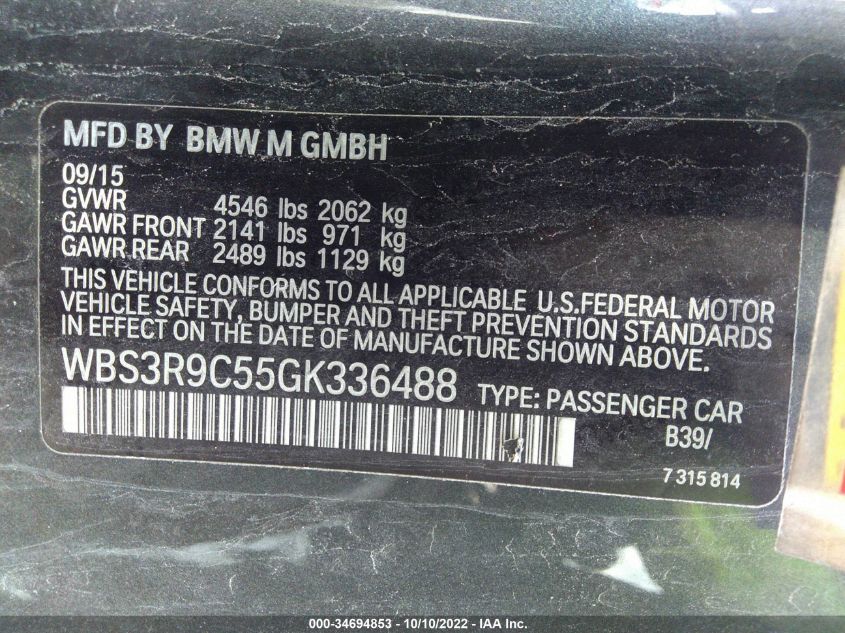 MFD BY BMW M GMBH
09/15
GVWR 4546 lbs 2062 kg
GAWR FRONT 2141 lbs 971 kg
GAWR REAR 2489 lbs 1129 kg
THIS VEHICLE CONFORMS TO ALL APPLICABLE U.S.FEDERAL MOTOR
VEHICLE SAFETY, BUMPER AND THEFT PREVENTION STANDARDS
IN EFFECT ON THE DATE OF MANUFACTURE SHOWN ABOVE.
WBS3R9C55GK336488 TYPE: PASSENGER CAR
B39/
7 315 814
000-34694853 - 10/10/2022 - IAA Inc.